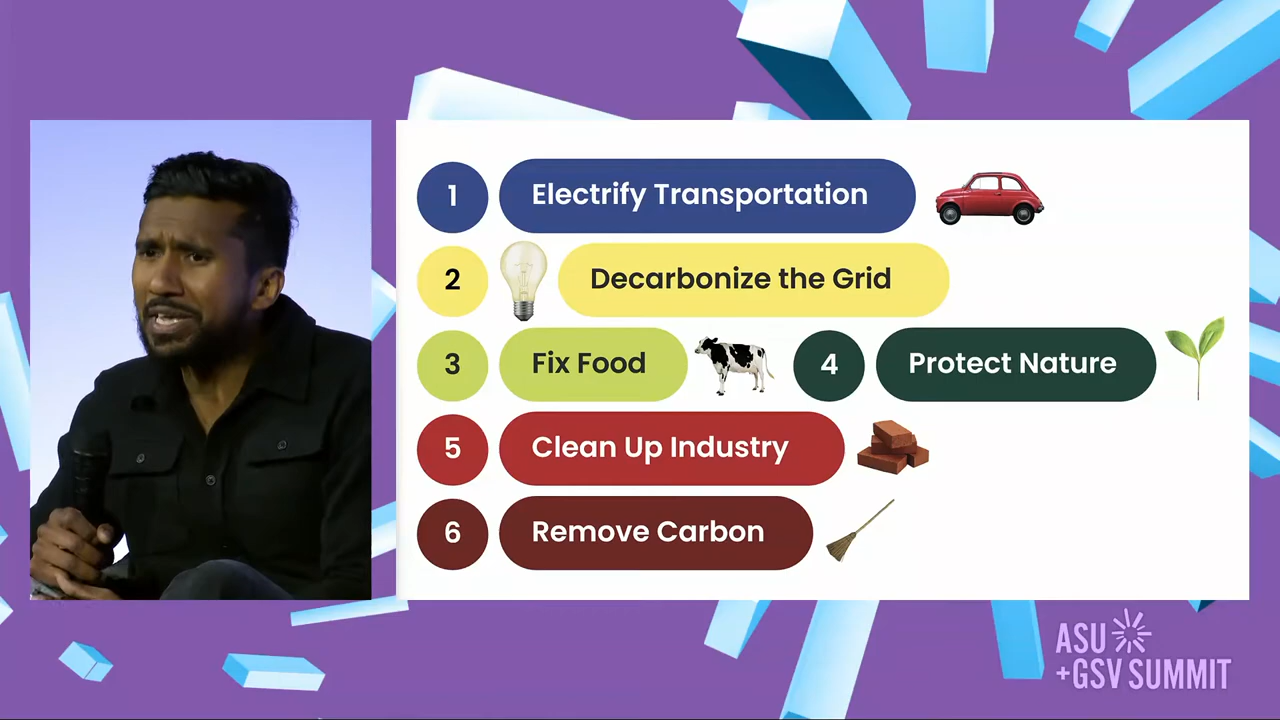 1 Electrify Transportation
2 Decarbonize the Grid
3 Fix Food 4 Protect Nature
5 Clean Up Industry
6 Remove Carbon
ASU
+GSV SUMMIT